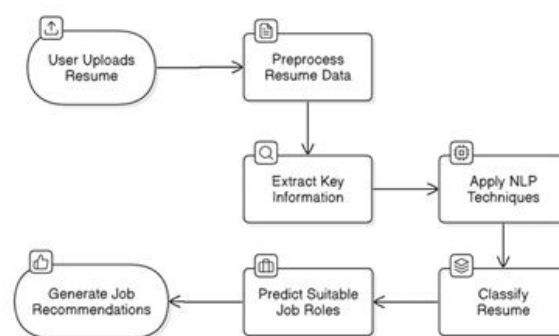 User Uploads
Resume
Preprocess
Resume Data
Extract Key
Information
Apply NLP
Techniques
Classify
Resume
Predict Suitable
Job Roles
Generate Job
Recommendations